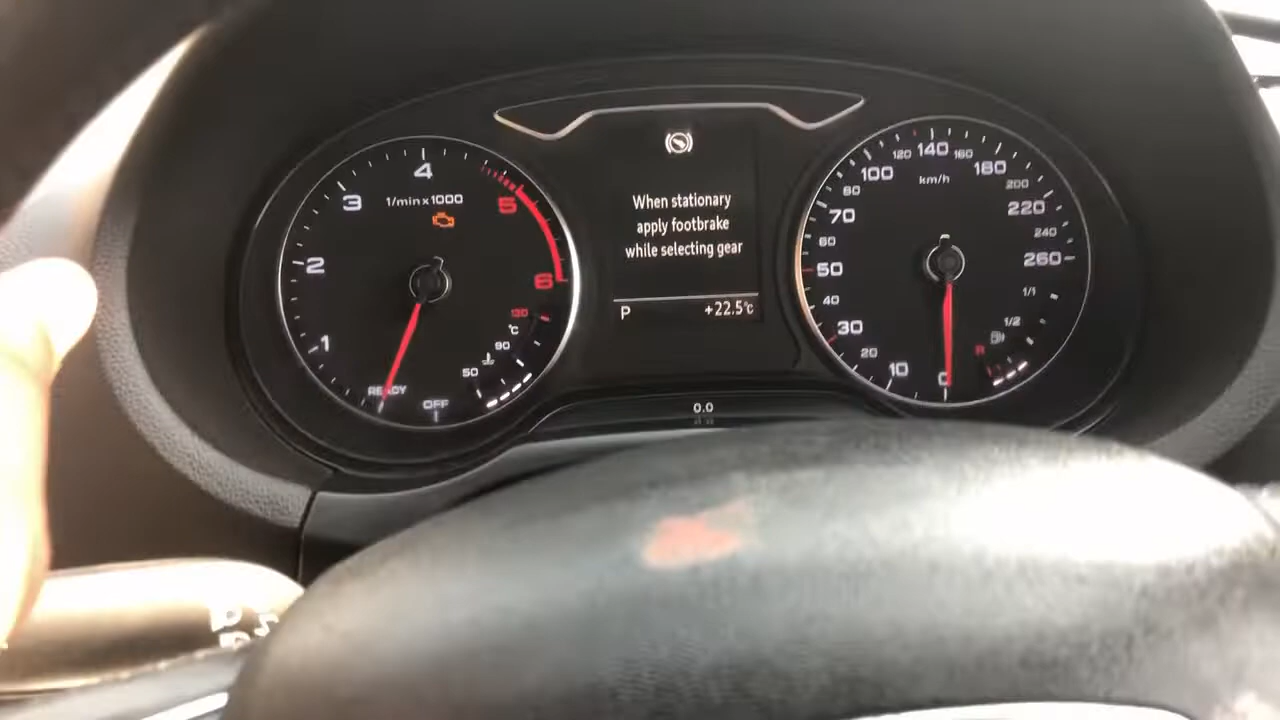 4
3
1/min x 1000
5
2
6
130
°C
90
1
50
READY
OFF
When stationary
apply footbrake
while selecting gear
P
+22.5°C
0.0
140
120
160
100
180
km/h
80
200
70
220
60
240
50
260
40
1/1
30
1/2
20
R
10
0